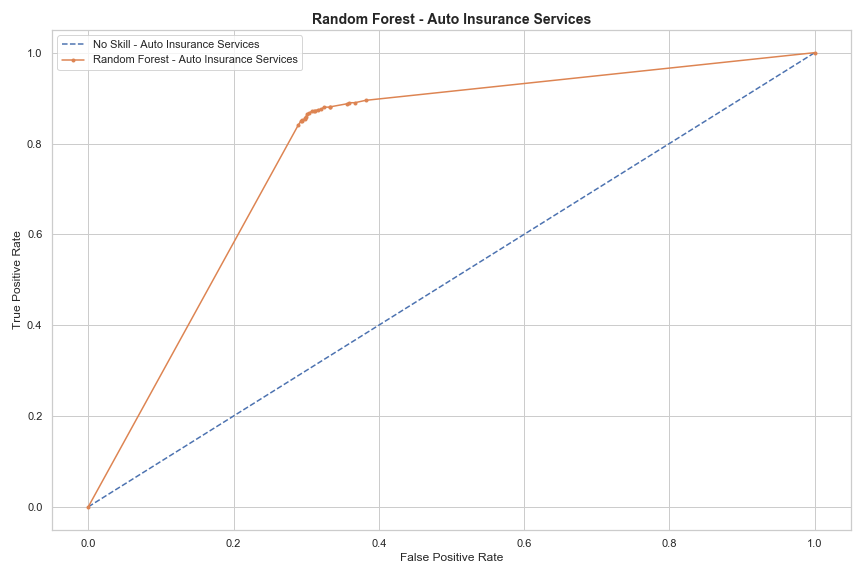 Random Forest - Auto Insurance Services
No Skill - Auto Insurance Services
Random Forest - Auto Insurance Services
True Positive Rate
1.0
0.8
0.6
0.4
0.2
0.0
0.0 0.2 0.4 0.6 0.8 1.0
False Positive Rate